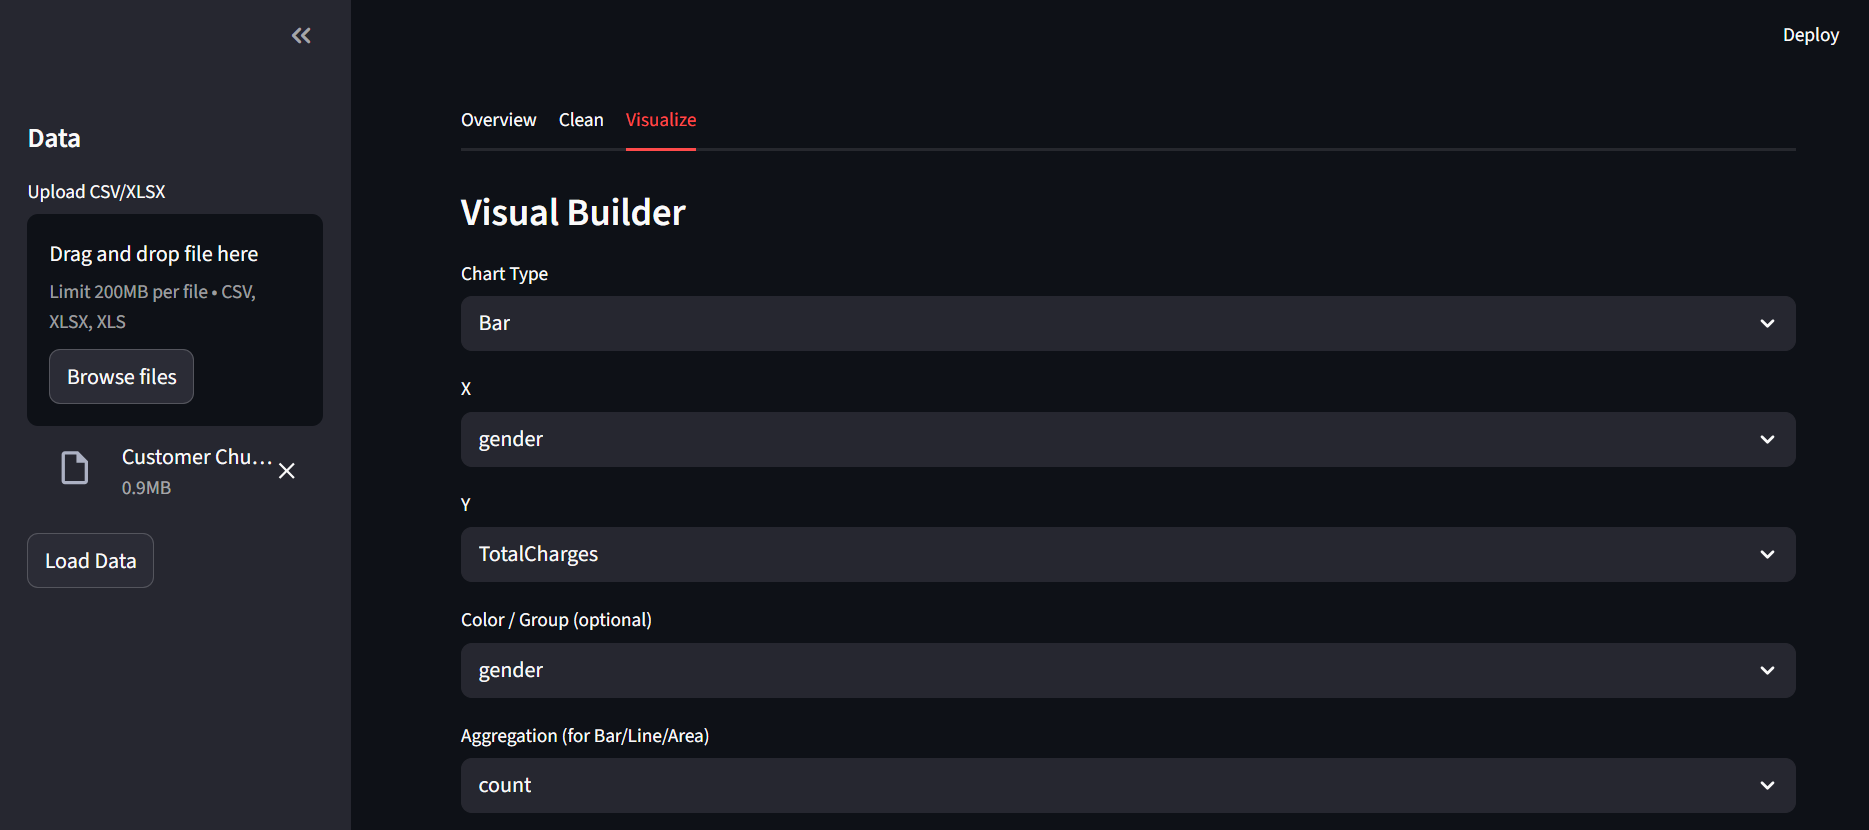 Deploy
Data
Upload CSV/XLSX
Drag and drop file here
Limit 200MB per file • CSV,
XLSX, XLS
Browse files
Customer Chu...
0.9MB
Load Data
Overview Clean Visualize
Visual Builder
Chart Type
Bar
X
gender
Y
TotalCharges
Color / Group (optional)
gender
Aggregation (for Bar/Line/Area)
count